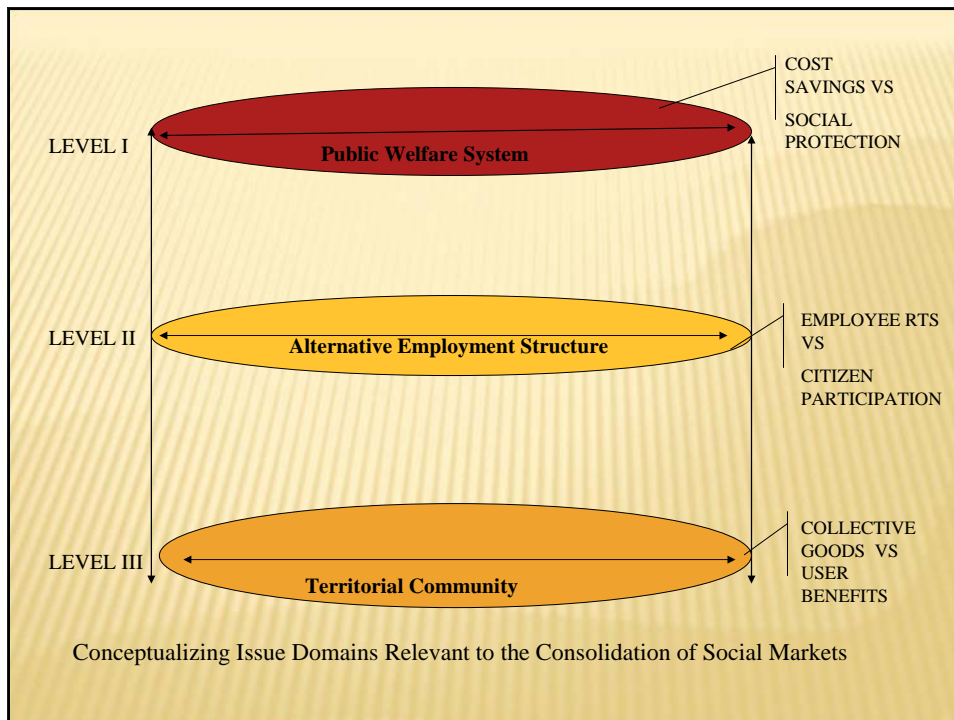 COST
SAVINGS VS
SOCIAL
PROTECTION
LEVEL I
Public Welfare System
EMPLOYEE RTS
VS
CITIZEN
PARTICIPATION
LEVEL II
Alternative Employment Structure
COLLECTIVE
GOODS VS
USER
BENEFITS
LEVEL III
Territorial Community
Conceptualizing Issue Domains Relevant to the Consolidation of Social Markets